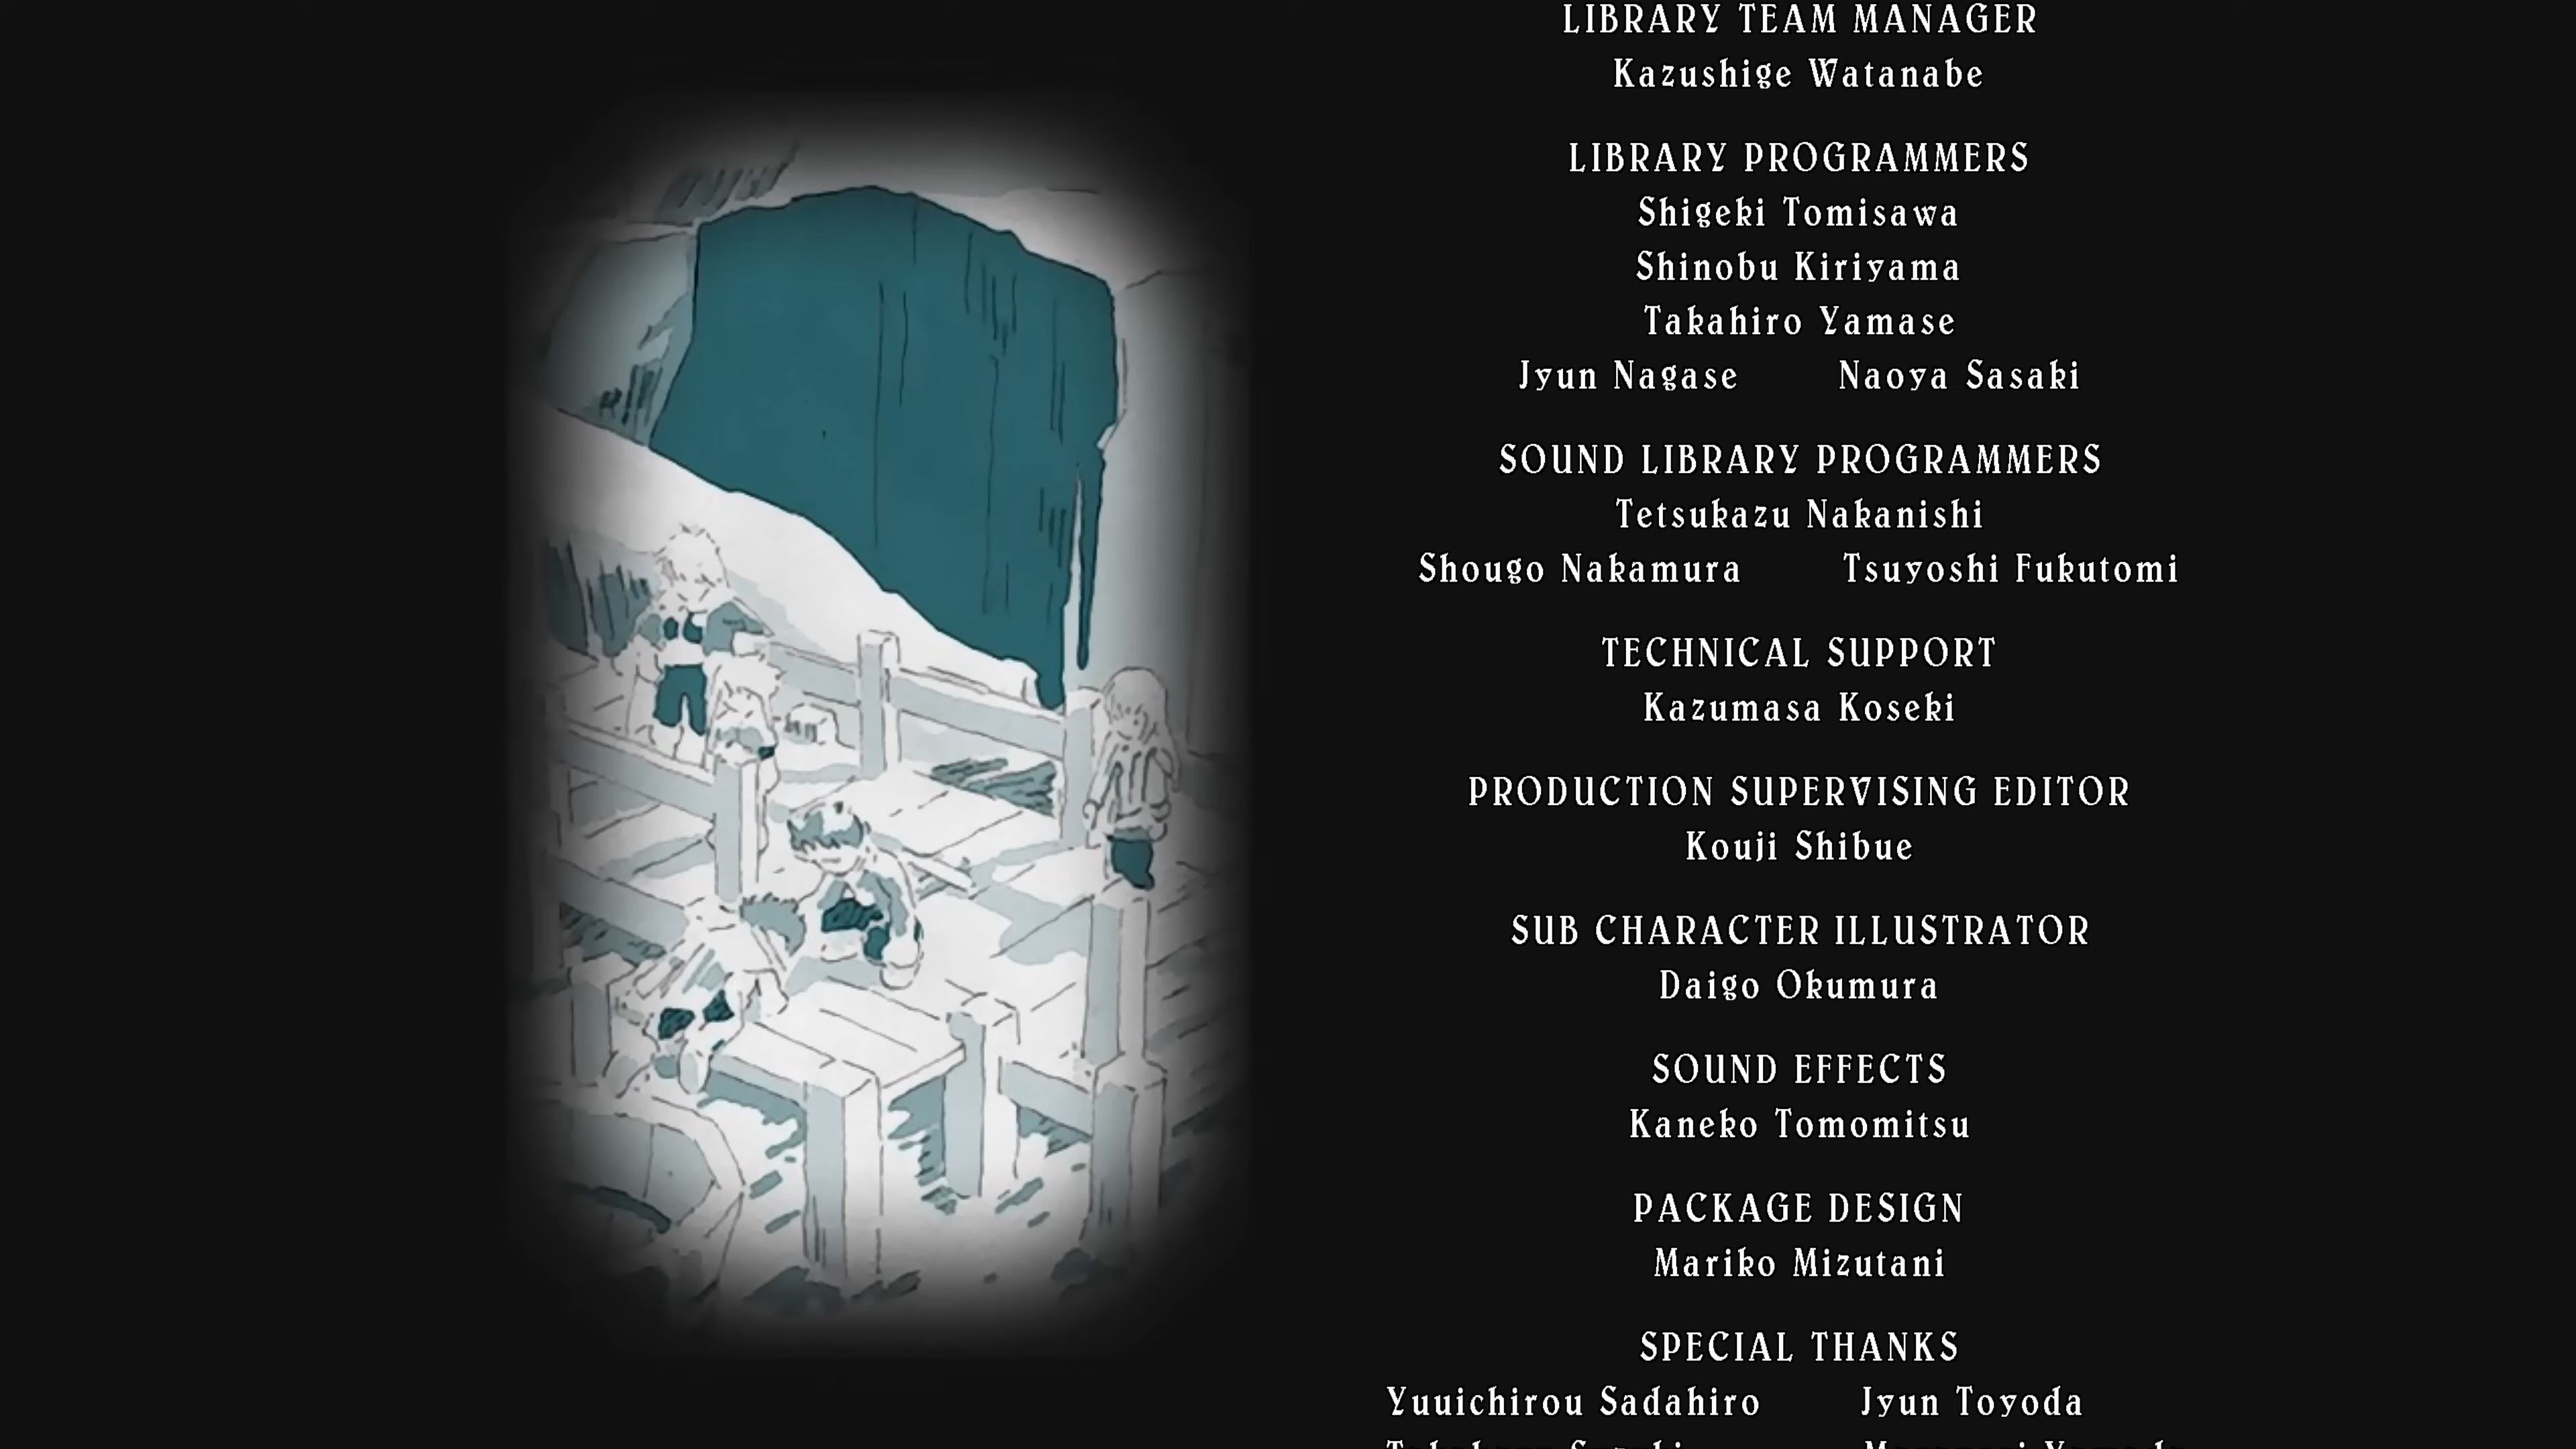 LIBRARY TEAM MANAGER
Kazushige Watanabe
LIBRARY PROGRAMMERS
Shigeki Tomisawa
Shinobu Kiriyama
Takahiro Yamase
Jyun Nagase Naoya Sasaki
SOUND LIBRARY PROGRAMMERS
Tetsukazu Nakanishi
Shougo Nakamura Tsuyoshi Fukutomi
TECHNICAL SUPPORT
Kazumasa Koseki
PRODUCTION SUPERVISING EDITOR
Kouji Shibue
SUB CHARACTER ILLUSTRATOR
Daigo Okumura
SOUND EFFECTS
Kaneko Tomomitsu
PACKAGE DESIGN
Mariko Mizutani
SPECIAL THANKS
Yuuichirou Sadahiro Jyun Toyoda